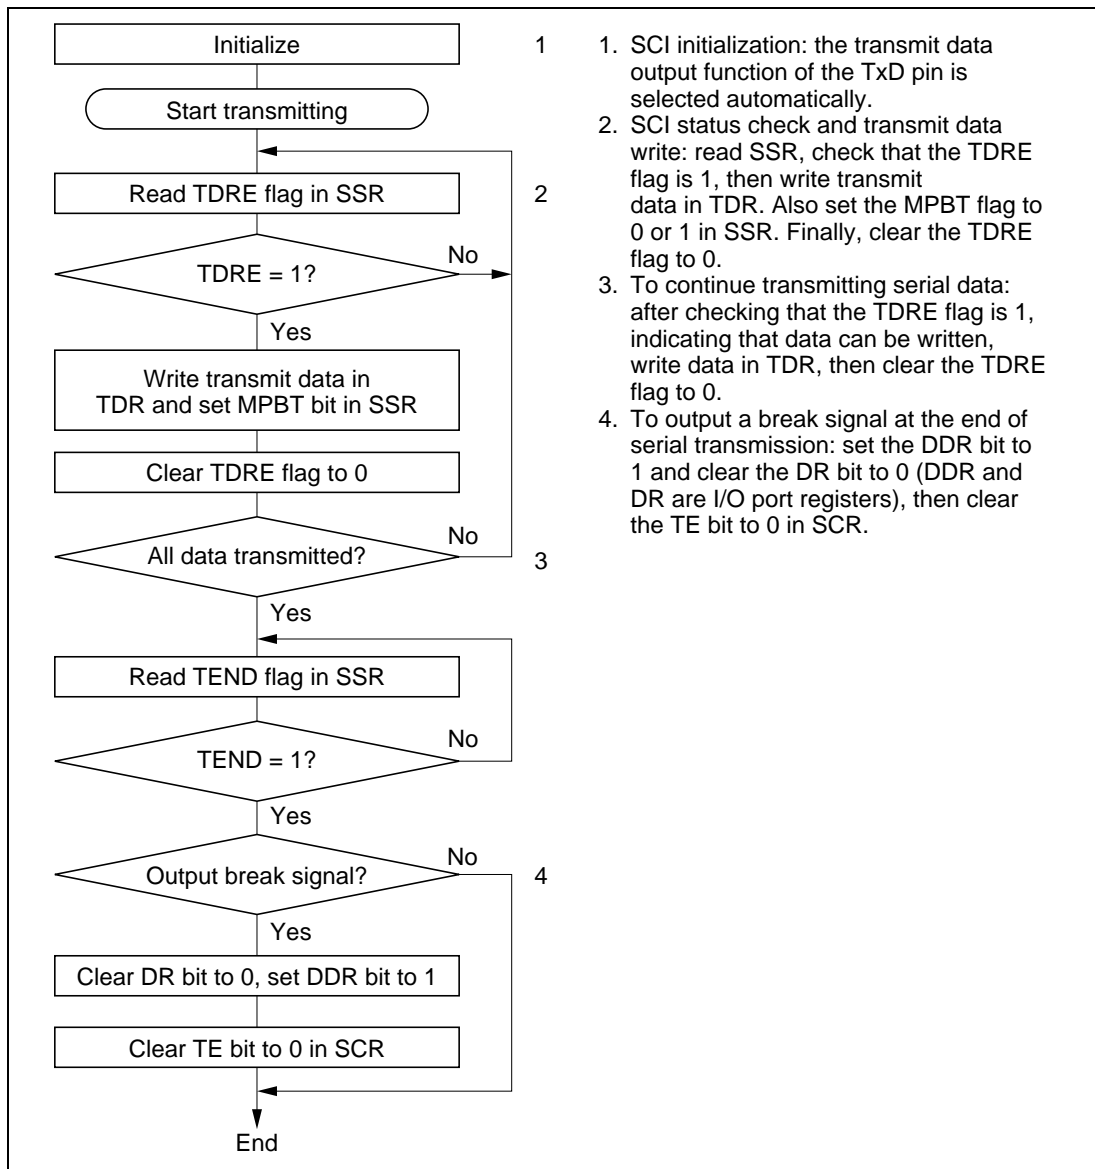 Initialize
1
Start transmitting
Read TDRE flag in SSR
2
TDRE = 1?
No
Yes
Write transmit data in
TDR and set MPBT bit in SSR
Clear TDRE flag to 0
All data transmitted?
No
3
Yes
Read TEND flag in SSR
TEND = 1?
No
Yes
Output break signal?
No
4
Yes
Clear DR bit to 0, set DDR bit to 1
Clear TE bit to 0 in SCR
End
1. SCI initialization: the transmit data
output function of the TxD pin is
selected automatically.
2. SCI status check and transmit data
write: read SSR, check that the TDRE
flag is 1, then write transmit
data in TDR. Also set the MPBT flag to
0 or 1 in SSR. Finally, clear the TDRE
flag to 0.
3. To continue transmitting serial data:
after checking that the TDRE flag is 1,
indicating that data can be written,
write data in TDR, then clear the TDRE
flag to 0.
4. To output a break signal at the end of
serial transmission: set the DDR bit to
1 and clear the DR bit to 0 (DDR and
DR are I/O port registers), then clear
the TE bit to 0 in SCR.